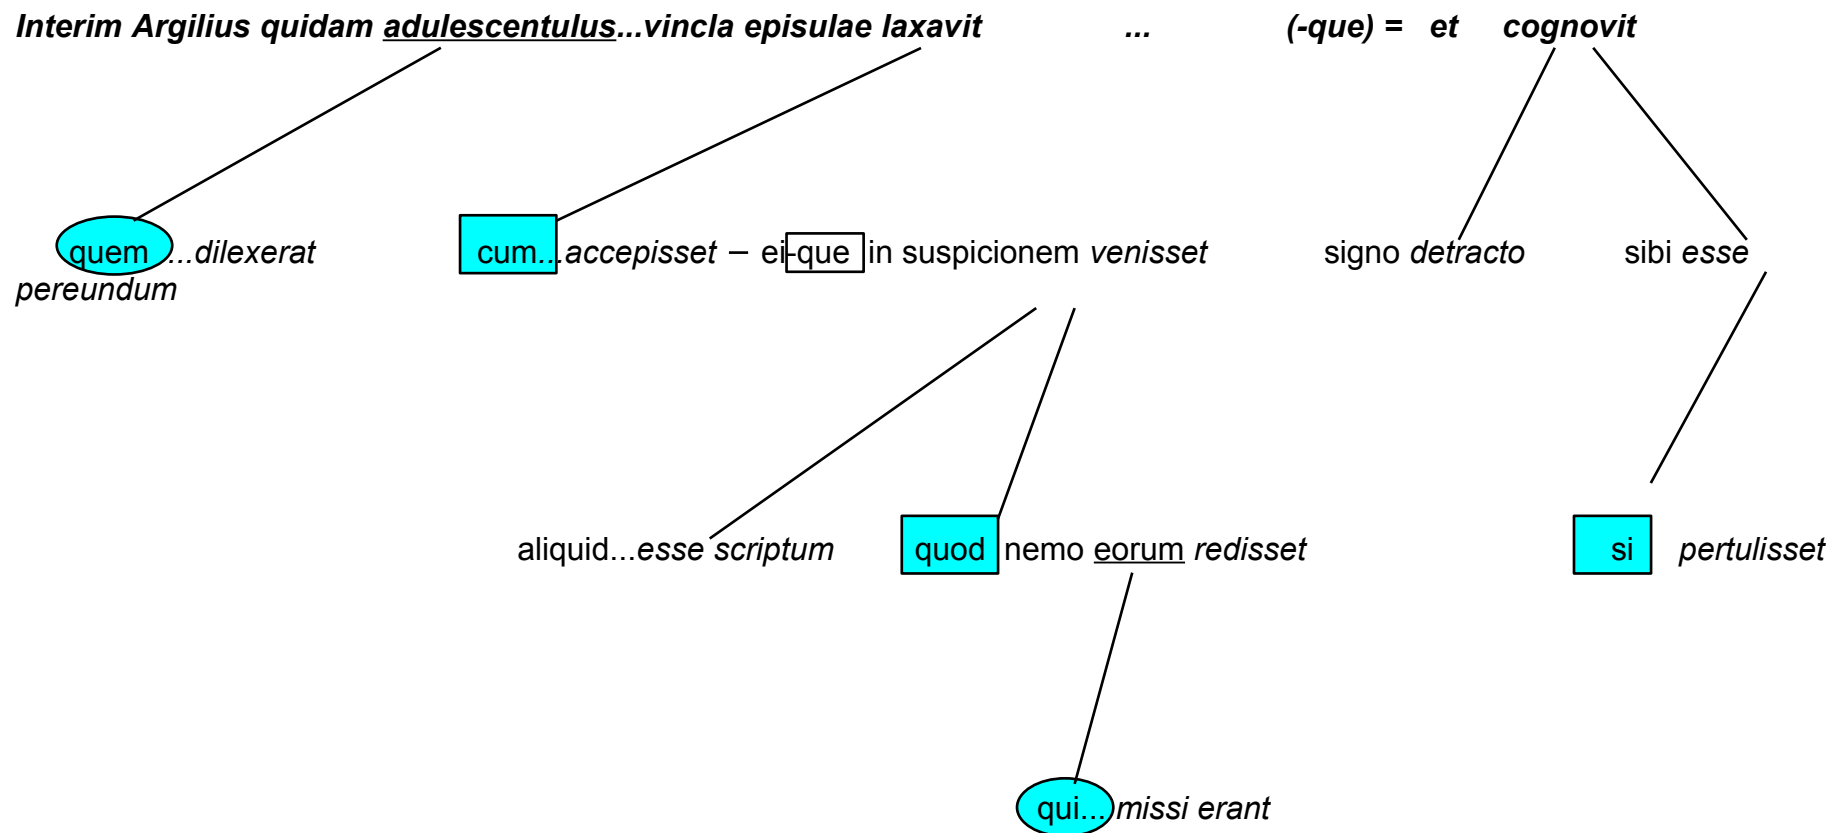 Interim Argilius quidam adulescentulus...vincla episulae laxavit ... (-que) = et cognovit
quem ...dilexerat cum...accepisset – ei-que in suspicionem venisset signo detracto sibi esse
pereundum
aliquid...esse scriptum quod nemo eorum redisset si pertulisset
qui... missi erant